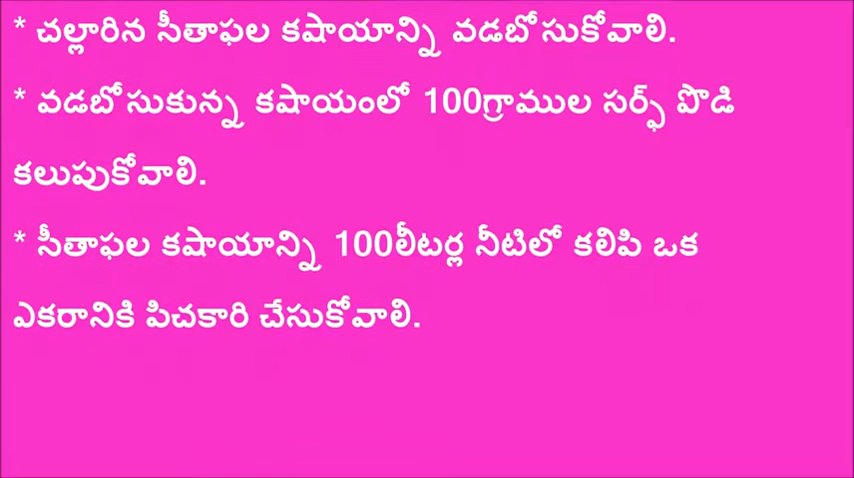 * చల్లారిన సీతాఫల కషాయాన్ని వడబోసుకోవాలి.
* వడబోసుకున్న కషాయంలో 100గ్రాముల సర్ఫ్ పొడి
కలుపుకోవాలి.
* సీతాఫల కషాయాన్ని 100లీటర్ల నీటిలో కలిపి ఒక
ఎకరానికి పిచకారి చేసుకోవాలి.